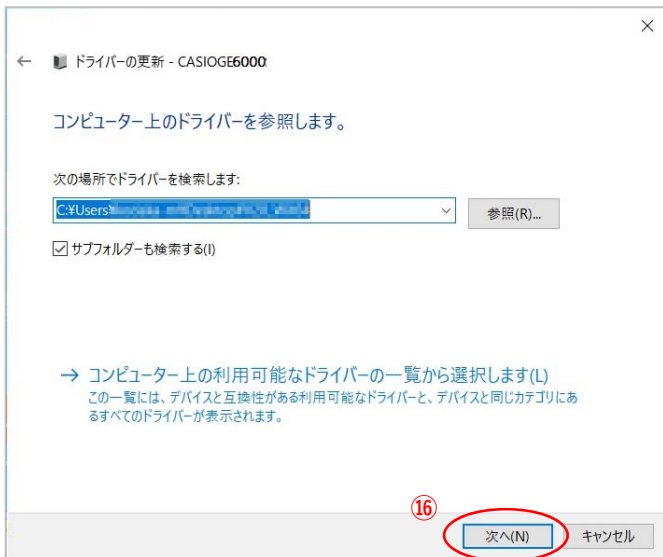 ドライバーの更新 - CASIOGE6000
コンピューター上のドライバーを参照します。
次の場所でドライバーを検索します:
C:¥Users¥
参照(R)...
サブフォルダーも検索する(I)
→ コンピューター上の利用可能なドライバーの一覧から選択します(L)
この一覧には、デバイスと互換性がある利用可能なドライバーと、デバイスと同じカテゴリにあ
るすべてのドライバーが表示されます。
⑯
次へ(N)
キャンセル